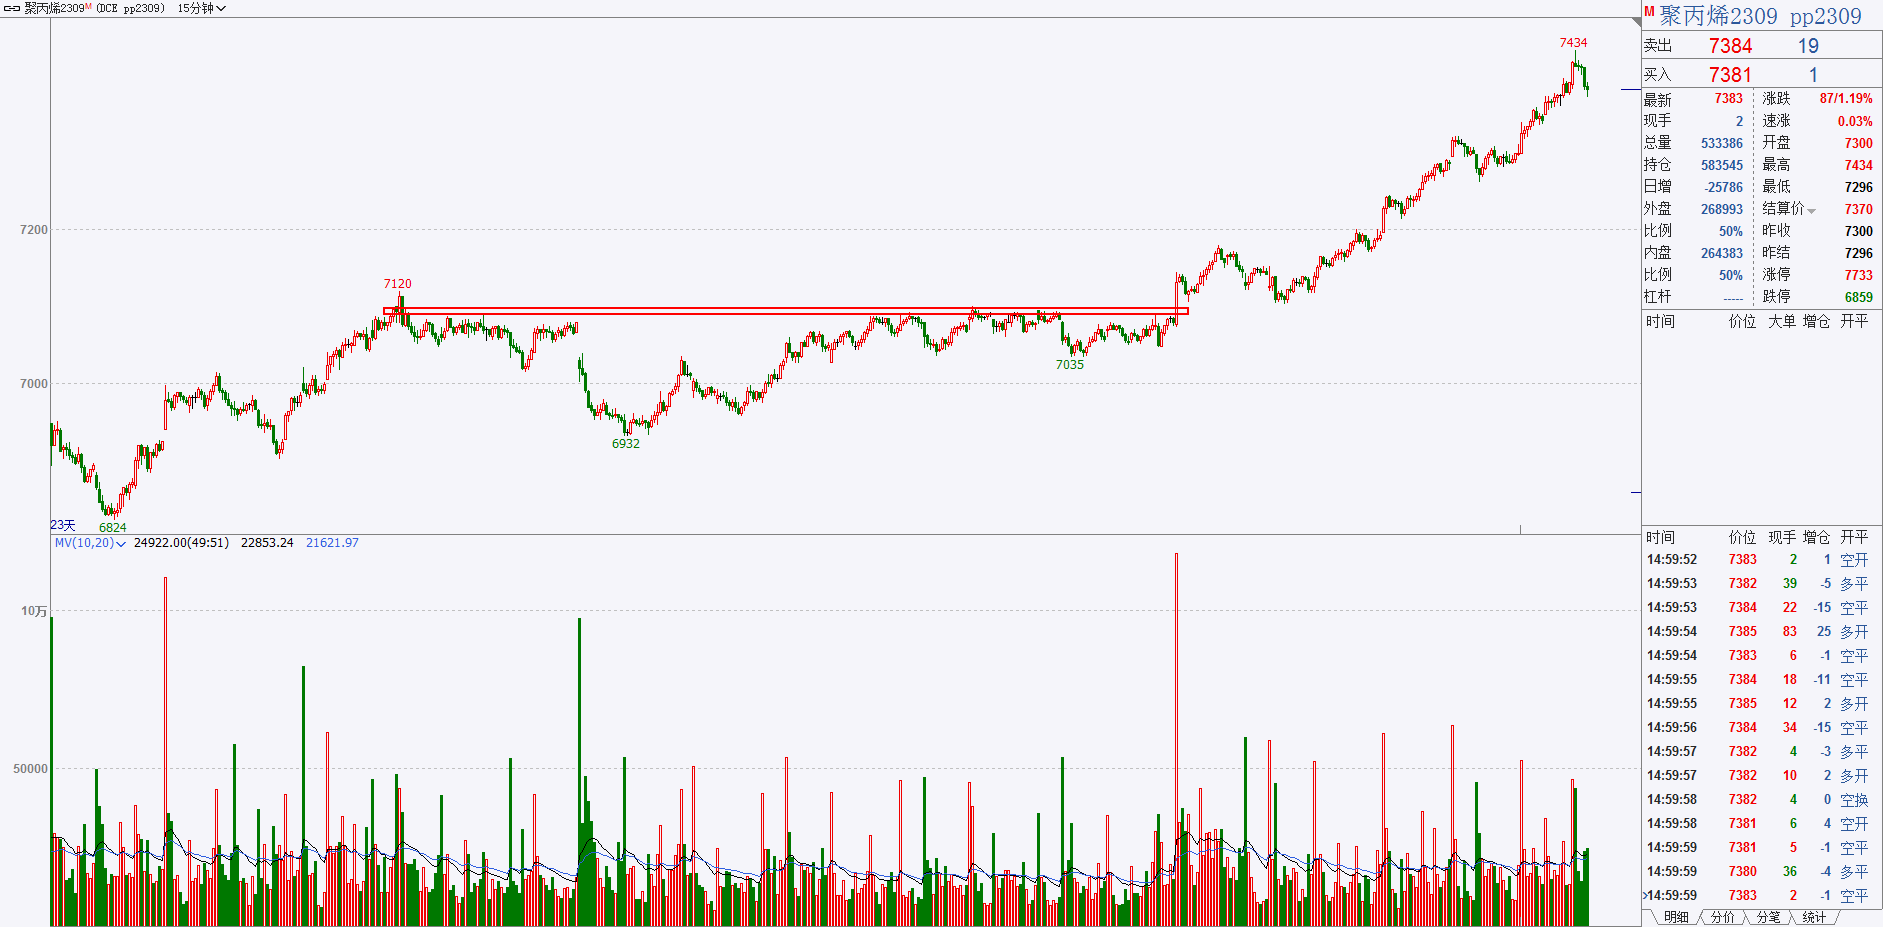 聚丙烯2309M (DCE pp2309) 15分钟
7434
7200
7120
7035
7000
6932
23天
6824
MV(10,20) 24922.00(49:51) 22853.24 21621.97
10万
50000
M 聚丙烯2309 pp2309
卖出 7384 19
买入 7381 1
最新 7383 涨跌 87/1.19%
现手 2 速涨 0.03%
总量 533386 开盘 7300
持仓 583545 最高 7434
日增 -25786 最低 7296
外盘 268993 结算价 7370
比例 50% 昨收 7300
内盘 264383 昨结 7296
比例 50% 涨停 7733
杠杆 ----- 跌停 6859
时间 价位 大单 增仓 开平
时间 价位 现手 增仓 开平
14:59:52 7383 2 1 空开
14:59:53 7382 39 -5 多平
14:59:53 7384 22 -15 空平
14:59:54 7385 83 25 多开
14:59:54 7383 6 -1 空平
14:59:55 7384 18 -11 空平
14:59:55 7385 12 2 多开
14:59:56 7384 34 -15 空平
14:59:57 7382 4 -3 多平
14:59:57 7382 10 2 多开
14:59:58 7382 4 0 空换
14:59:58 7381 6 4 空开
14:59:59 7381 5 -1 空平
14:59:59 7380 36 -4 多平
14:59:59 7383 2 -1 空平
明细 分价 分笔 统计